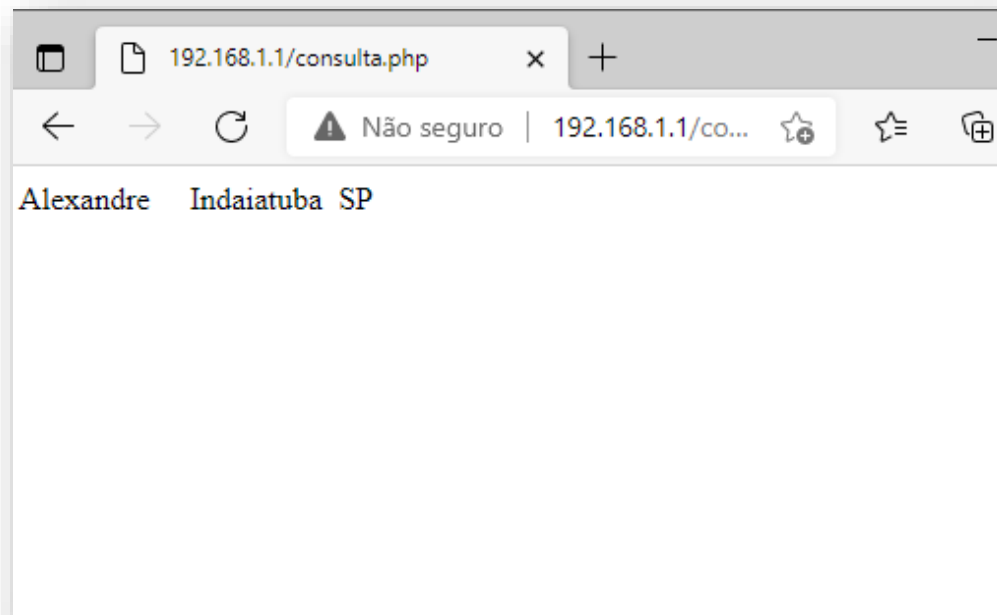 192.168.1.1/consulta.php
Não seguro | 192.168.1.1/co...
Alexandre Indaiatuba SP